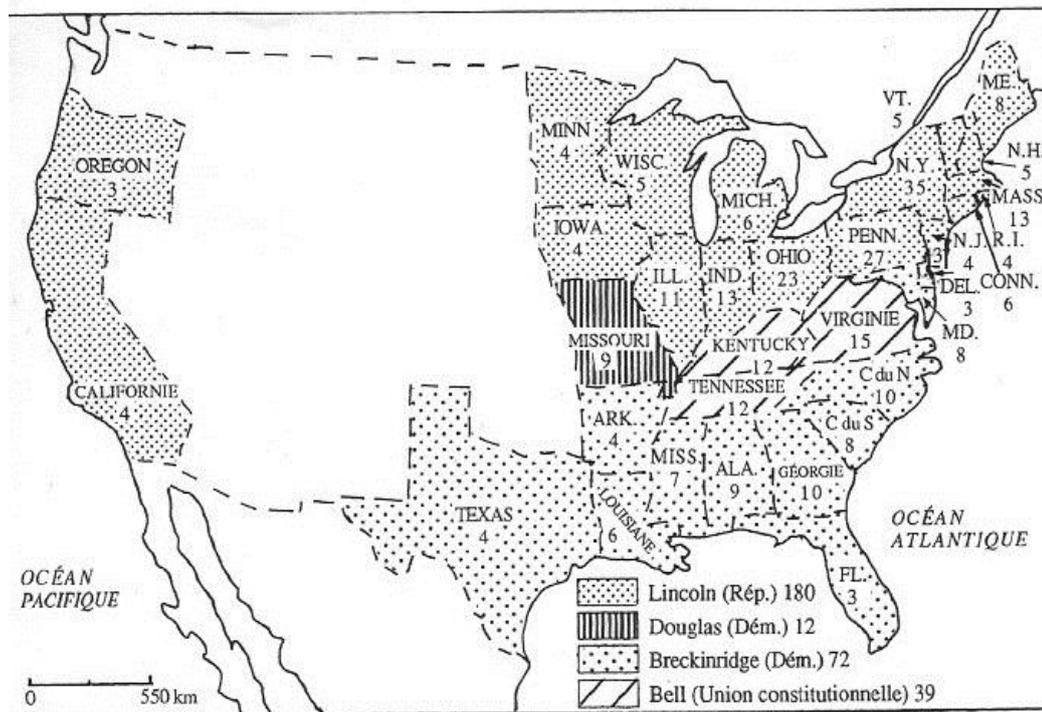 ME.
8
VT.
5
MINN
4
N.H.
5
OREGON
3
WISC.
5
N.Y
35
MASS
13
MICH.
6
IOWA
4
PENN.
27
3
N.J.
4
R.I.
4
OHIO
23
ILL.
11
IND
13
DEL.
3
CONN.
6
VIRGINIE
15
MD.
8
MISSOURI
9
KENTUCKY
12
C du N
10
CALIFORNIE
4
TENNESSEE
12
ARK.
4
C du S
8
MISS.
7
ALA.
9
GÉORGIE
10
TEXAS
4
LOUISIANE
6
OCÉAN
ATLANTIQUE
FL.
3
OCÉAN
PACIFIQUE
Lincoln (Rép.) 180
Douglas (Dém.) 12
Breckinridge (Dém.) 72
Bell (Union constitutionnelle) 39
0 550 km